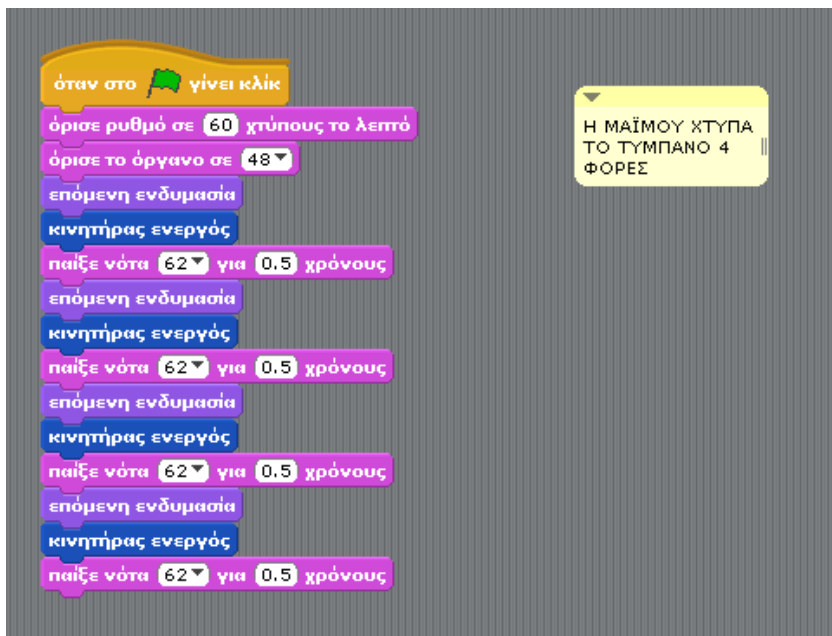 όταν στο γίνει κλίκ
όρισε ρυθμό σε 60 χτύπους το λεπτό
όρισε το όργανο σε 48
επόμενη ενδυμασία
κινητήρας ενεργός
παίξε νότα 62 για 0.5 χρόνους
επόμενη ενδυμασία
κινητήρας ενεργός
παίξε νότα 62 για 0.5 χρόνους
επόμενη ενδυμασία
κινητήρας ενεργός
παίξε νότα 62 για 0.5 χρόνους
επόμενη ενδυμασία
κινητήρας ενεργός
παίξε νότα 62 για 0.5 χρόνους
Η ΜΑΪΜΟΥ ΧΤΥΠΑ
ΤΟ ΤΥΜΠΑΝΟ 4
ΦΟΡΕΣ